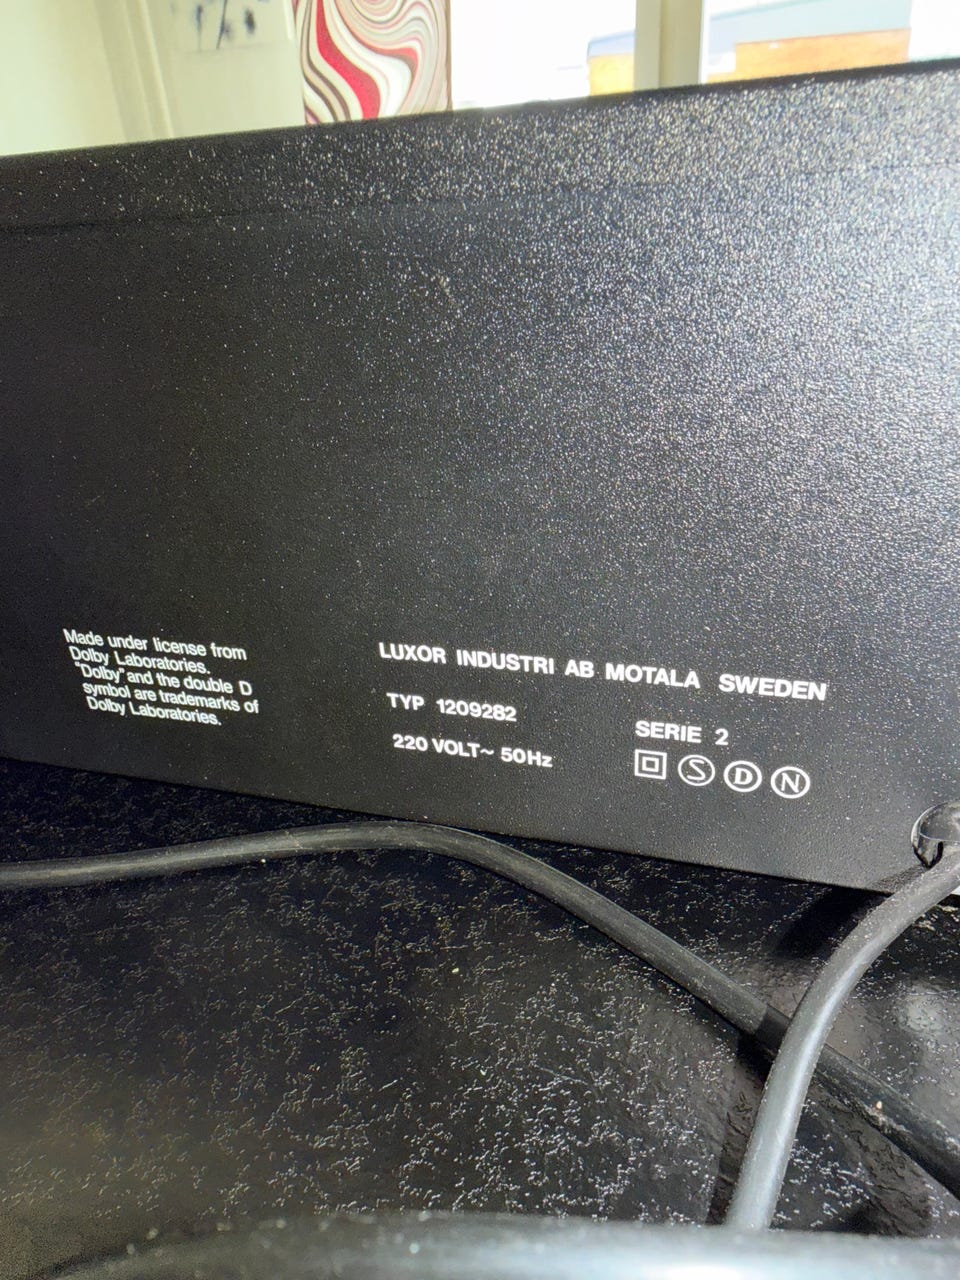 Made under license from
Dolby Laboratories.
"Dolby" and the double D
symbol are trademarks of
Dolby Laboratories.
LUXOR INDUSTRI AB MOTALA SWEDEN
TYP 1209282
220 VOLT~ 50Hz
SERIE 2
S D N